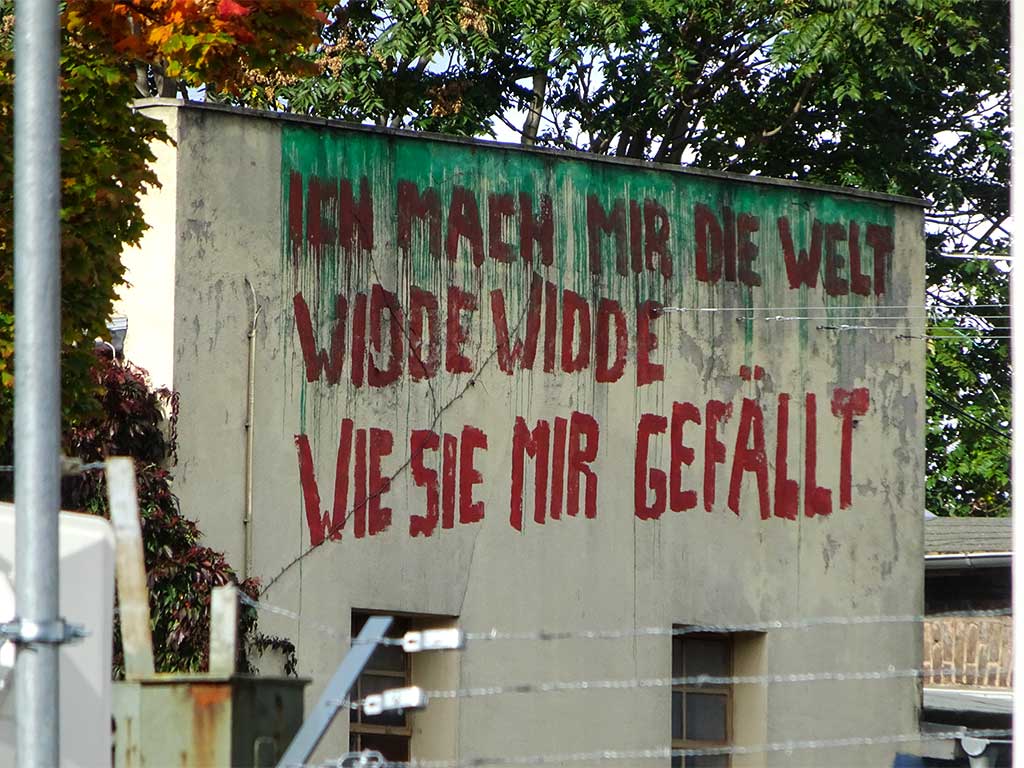 ICH MACH MIR DIE WELT
WIDDE WIDDE
WIE SIE MIR GEFÄLLT